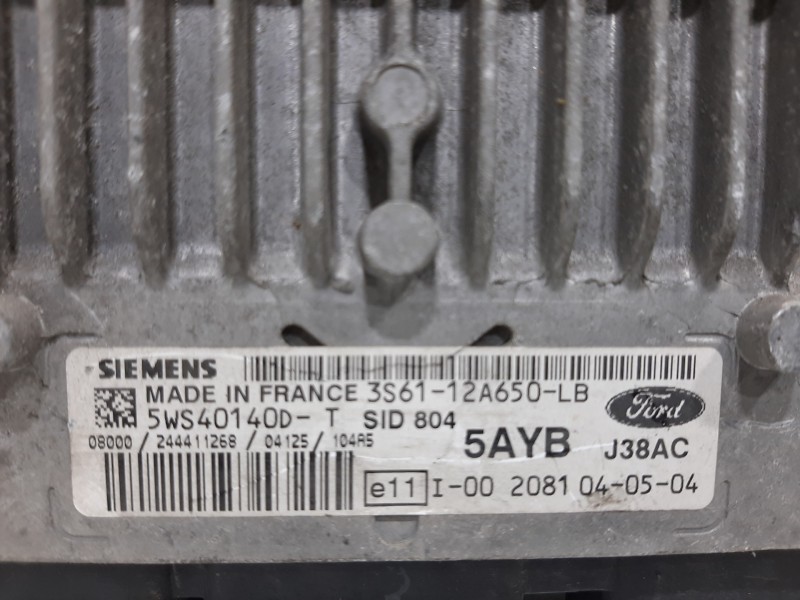 SIEMENS
MADE IN FRANCE 3S61-12A650-LB
5WS40140D-T SID 804
Ford
08000 / 244411268 / 04125 / 104A5
5AYB J38AC
e11 I-00 2081 04-05-04